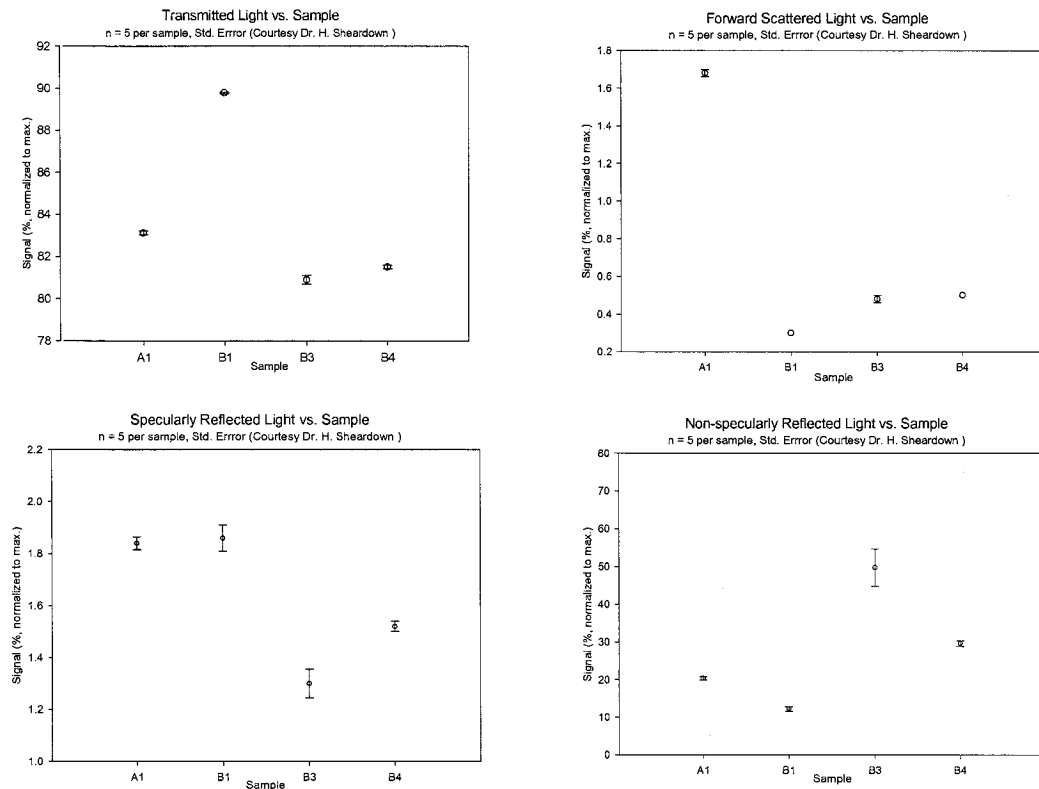 Transmitted Light vs. Sample
n = 5 per sample, Std. Errror (Courtesy Dr. H. Sheardown )
92
90
88
86
84
82
80
78
Signal (%, normalized to max.)
A1
B1
B3
B4
Sample
Forward Scattered Light vs. Sample
n = 5 per sample, Std. Errror (Courtesy Dr. H. Sheardown )
1.8
1.6
1.4
1.2
1.0
0.8
0.6
0.4
0.2
Signal (%, normalized to max.)
A1
B1
B3
B4
Sample
Specularly Reflected Light vs. Sample
n = 5 per sample, Std. Errror (Courtesy Dr. H. Sheardown )
2.2
2.0
1.8
1.6
1.4
1.2
1.0
Signal (%, normalized to max.)
A1
B1
B3
B4
Sample
Non-specularly Reflected Light vs. Sample
n = 5 per sample, Std. Errror (Courtesy Dr. H. Sheardown )
80
70
60
50
40
30
20
10
0
Signal (%, normalized to max.)
A1
B1
B3
B4
Sample